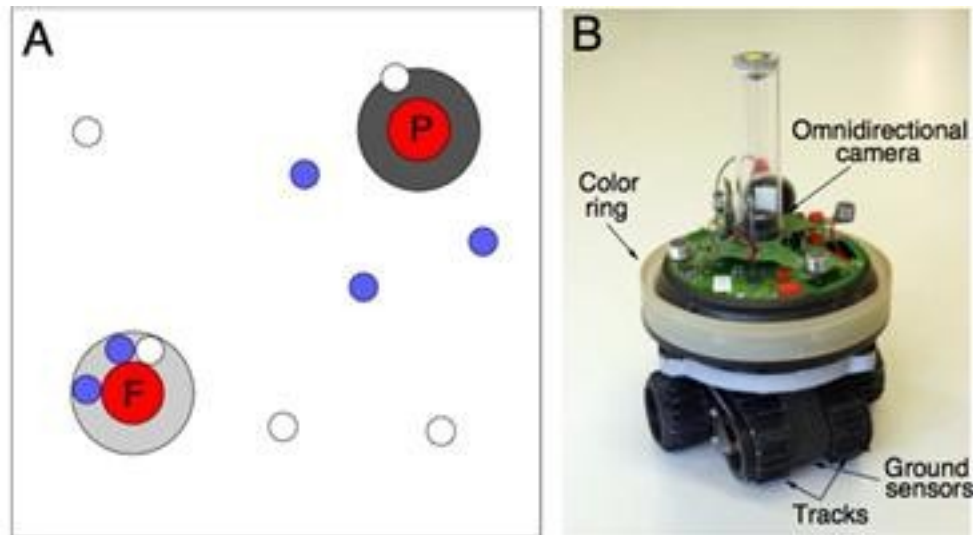 A
P
F
B
Omnidirectional
camera
Color
ring
Ground
sensors
Tracks